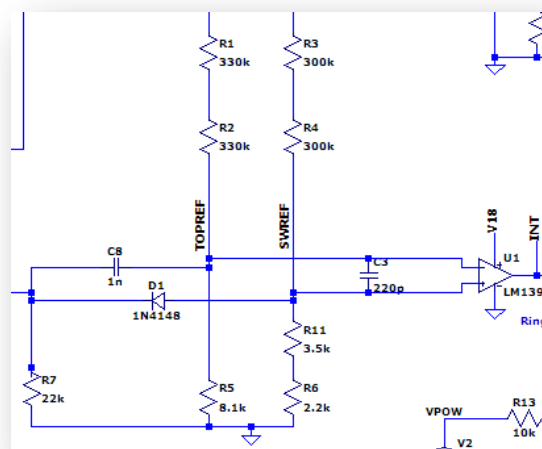 R1
330k
R3
300k
R2
330k
R4
300k
TOPREF
SWREF
V18
INT
C8
1n
C3
220p
U1
LM139
D1
1N4148
Ring
R11
3.5k
R7
22k
R5
8.1k
R6
2.2k
R13
10k
VPOW
V2